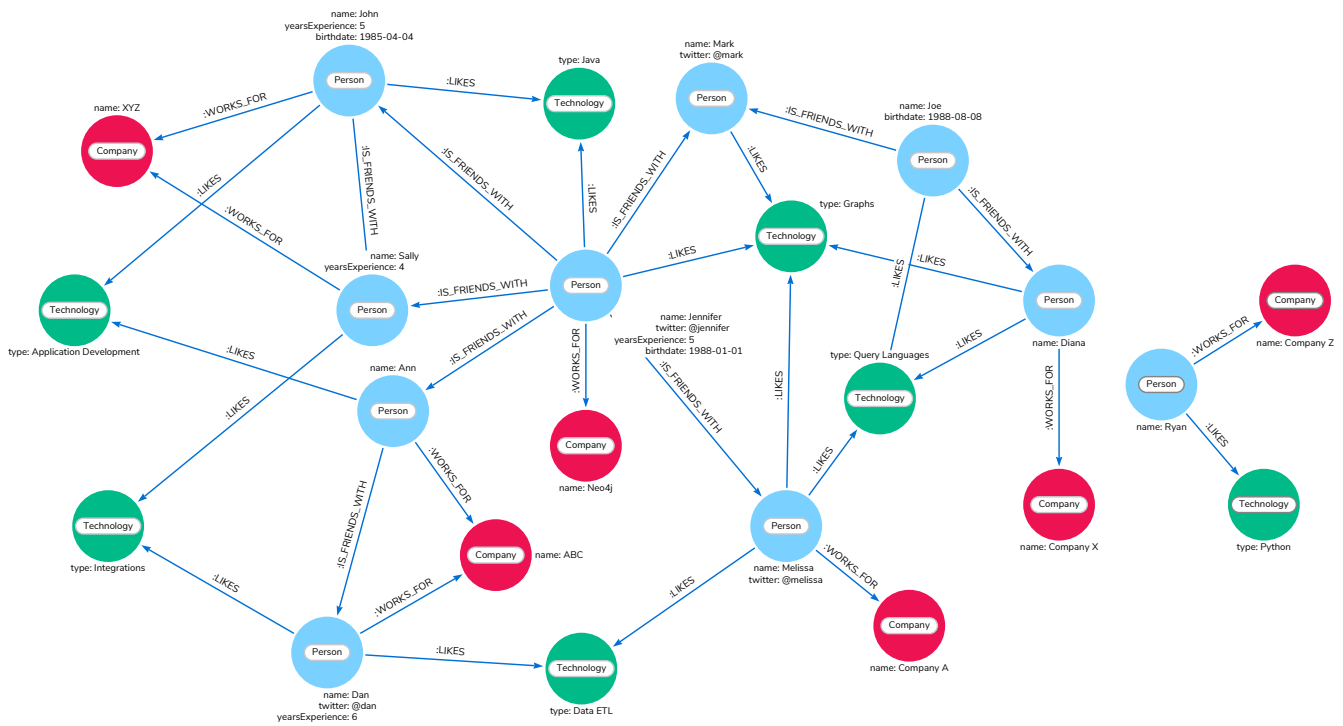 name: John
yearsExperience: 5
birthdate: 1985-04-04
Person
:LIKES
type: Java
Technology
name: Mark
twitter: @mark
Person
:IS_FRIENDS_WITH
name: Joe
birthdate: 1988-08-08
Person
name: XYZ
Company
:WORKS_FOR
:LIKES
:IS_FRIENDS_WITH
:IS_FRIENDS_WITH
:LIKES
:IS_FRIENDS_WITH
:LIKES
:IS_FRIENDS_WITH
:WORKS_FOR
type: Graphs
Technology
:LIKES
:LIKES
:LIKES
name: Sally
yearsExperience: 4
Person
:IS_FRIENDS_WITH
Person
name: Jennifer
twitter: @jennifer
yearsExperience: 5
birthdate: 1988-01-01
Person
name: Diana
Company
name: Company Z
Technology
type: Application Development
:LIKES
:IS_FRIENDS_WITH
:WORKS_FOR
:IS_FRIENDS_WITH
type: Query Languages
Technology
:LIKES
:WORKS_FOR
:WORKS_FOR
Person
name: Ryan
:LIKES
name: Ann
Person
:LIKES
:LIKES
:LIKES
Company
name: Neo4j
:WORKS_FOR
:IS_FRIENDS_WITH
Technology
type: Integrations
Company
name: ABC
Person
name: Melissa
twitter: @melissa
Company
name: Company X
Technology
type: Python
:LIKES
:WORKS_FOR
:LIKES
:WORKS_FOR
Company
name: Company A
Person
name: Dan
twitter: @dan
yearsExperience: 6
:LIKES
Technology
type: Data ETL